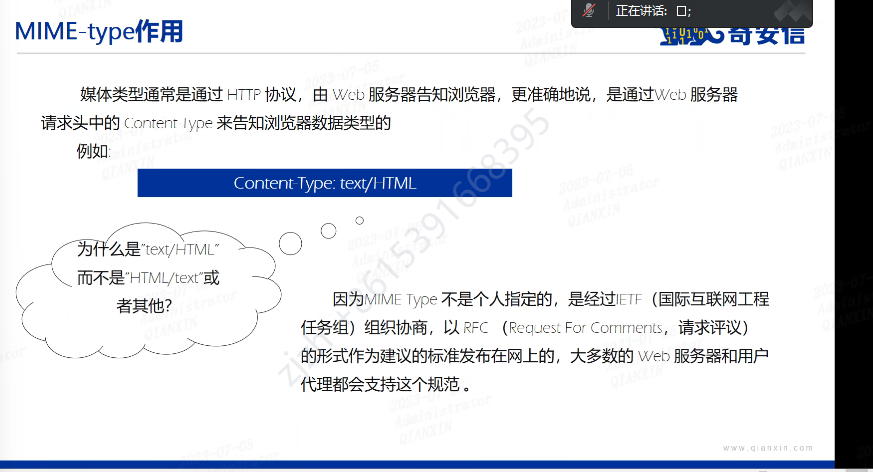 正在讲话: 口;
MIME-type作用
奇安信
媒体类型通常是通过 HTTP 协议，由 Web 服务器告知浏览器，更准确地说，是通过Web 服务器
请求头中的 Content Type 来告知浏览器数据类型的
例如:
Content-Type: text/HTML
为什么是"text/HTML"
而不是"HTML/text"或
者其他?
因为MIME Type 不是个人指定的，是经过IETF（国际互联网工程
任务组）组织协商，以 RFC （Request For Comments，请求评议）
的形式作为建议的标准发布在网上的，大多数的 Web 服务器和用户
代理都会支持这个规范 。
www.qianxin.com
2023-07-06
Administrator
QIANXIN